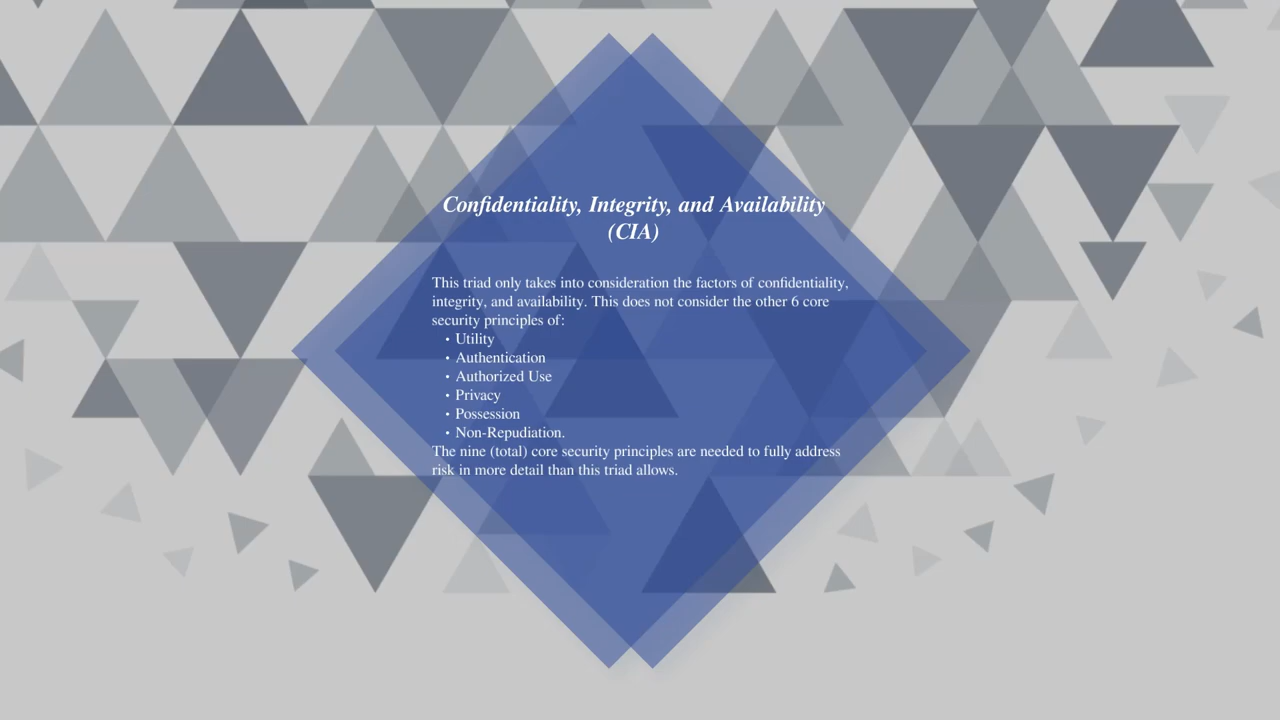 Confidentiality, Integrity, and Availability
(CIA)
This triad only takes into consideration the factors of confidentiality,
integrity, and availability. This does not consider the other 6 core
security principles of:
• Utility
• Authentication
• Authorized Use
• Privacy
• Possession
• Non-Repudiation.
The nine (total) core security principles are needed to fully address
risk in more detail than this triad allows.